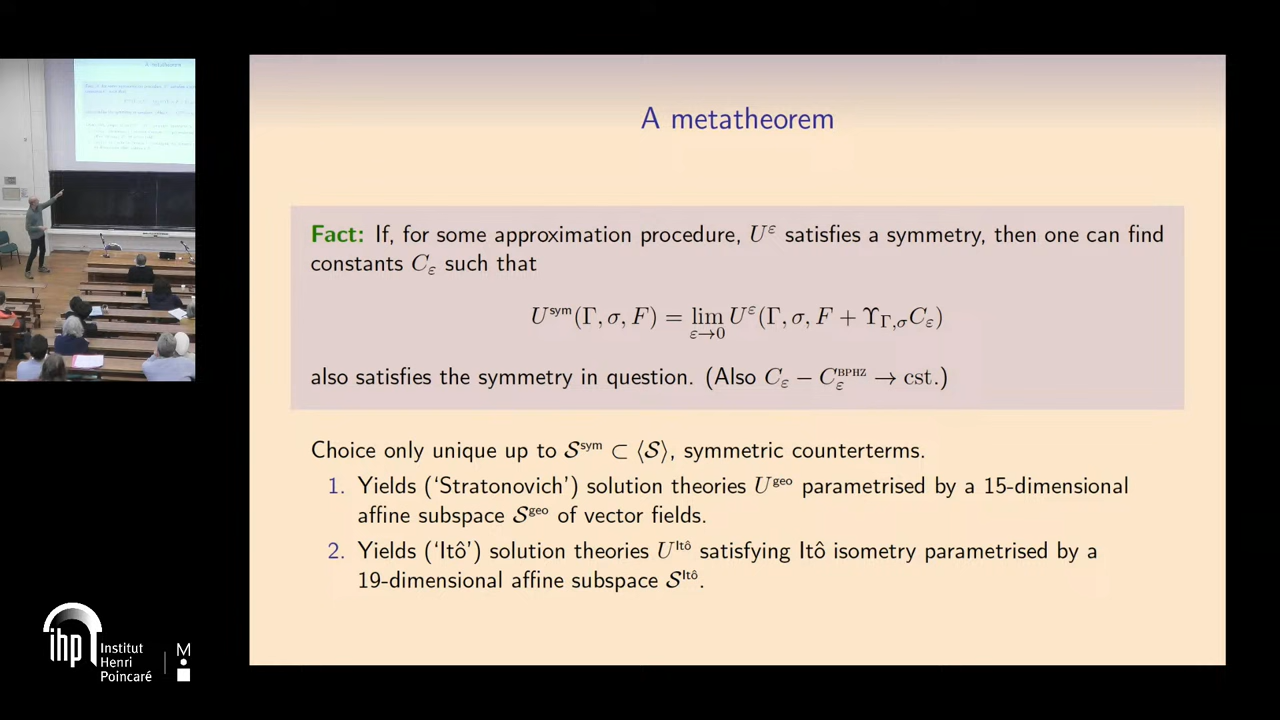 A metatheorem
Fact: If, for some approximation procedure, U^ε satisfies a symmetry, then one can find
constants C_ε such that
U^sym(Γ, σ, F) = lim_{ε→0} U^ε(Γ, σ, F + ϒ_{Γ,σ}C_ε)
also satisfies the symmetry in question. (Also C_ε − C_ε^BPHZ → cst.)
Choice only unique up to 𝒮^sym ⊂ ⟨𝒮⟩, symmetric counterterms.
1. Yields (‘Stratonovich’) solution theories U^geo parametrised by a 15-dimensional
affine subspace 𝒮^geo of vector fields.
2. Yields (‘Itô’) solution theories U^Itô satisfying Itô isometry parametrised by a
19-dimensional affine subspace 𝒮^Itô.
ihp
Institut
Henri
Poincaré
M